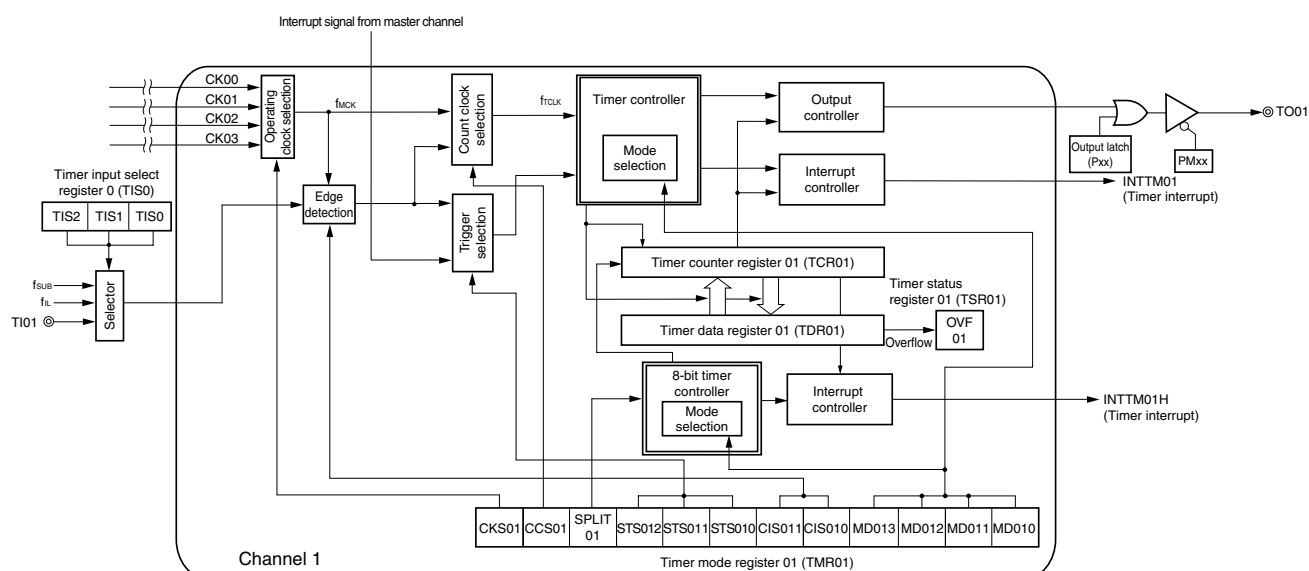 Interrupt signal from master channel
CK00
CK01
CK02
CK03
Operating
clock selection
fMCK
Count clock
selection
fTCLK
Timer controller
Mode
selection
Output
controller
TO01
Output latch
(Pxx)
PMxx
Interrupt
controller
INTTM01
(Timer interrupt)
Timer input select
register 0 (TIS0)
TIS2
TIS1
TIS0
Edge
detection
Trigger
selection
fSUB
fIL
TI01
Selector
Timer counter register 01 (TCR01)
Timer status
register 01 (TSR01)
Timer data register 01 (TDR01)
Overflow
OVF
01
8-bit timer
controller
Mode
selection
Interrupt
controller
INTTM01H
(Timer interrupt)
CKS01
CCS01
SPLIT
01
STS012
STS011
STS010
CIS011
CIS010
MD013
MD012
MD011
MD010
Channel 1
Timer mode register 01 (TMR01)